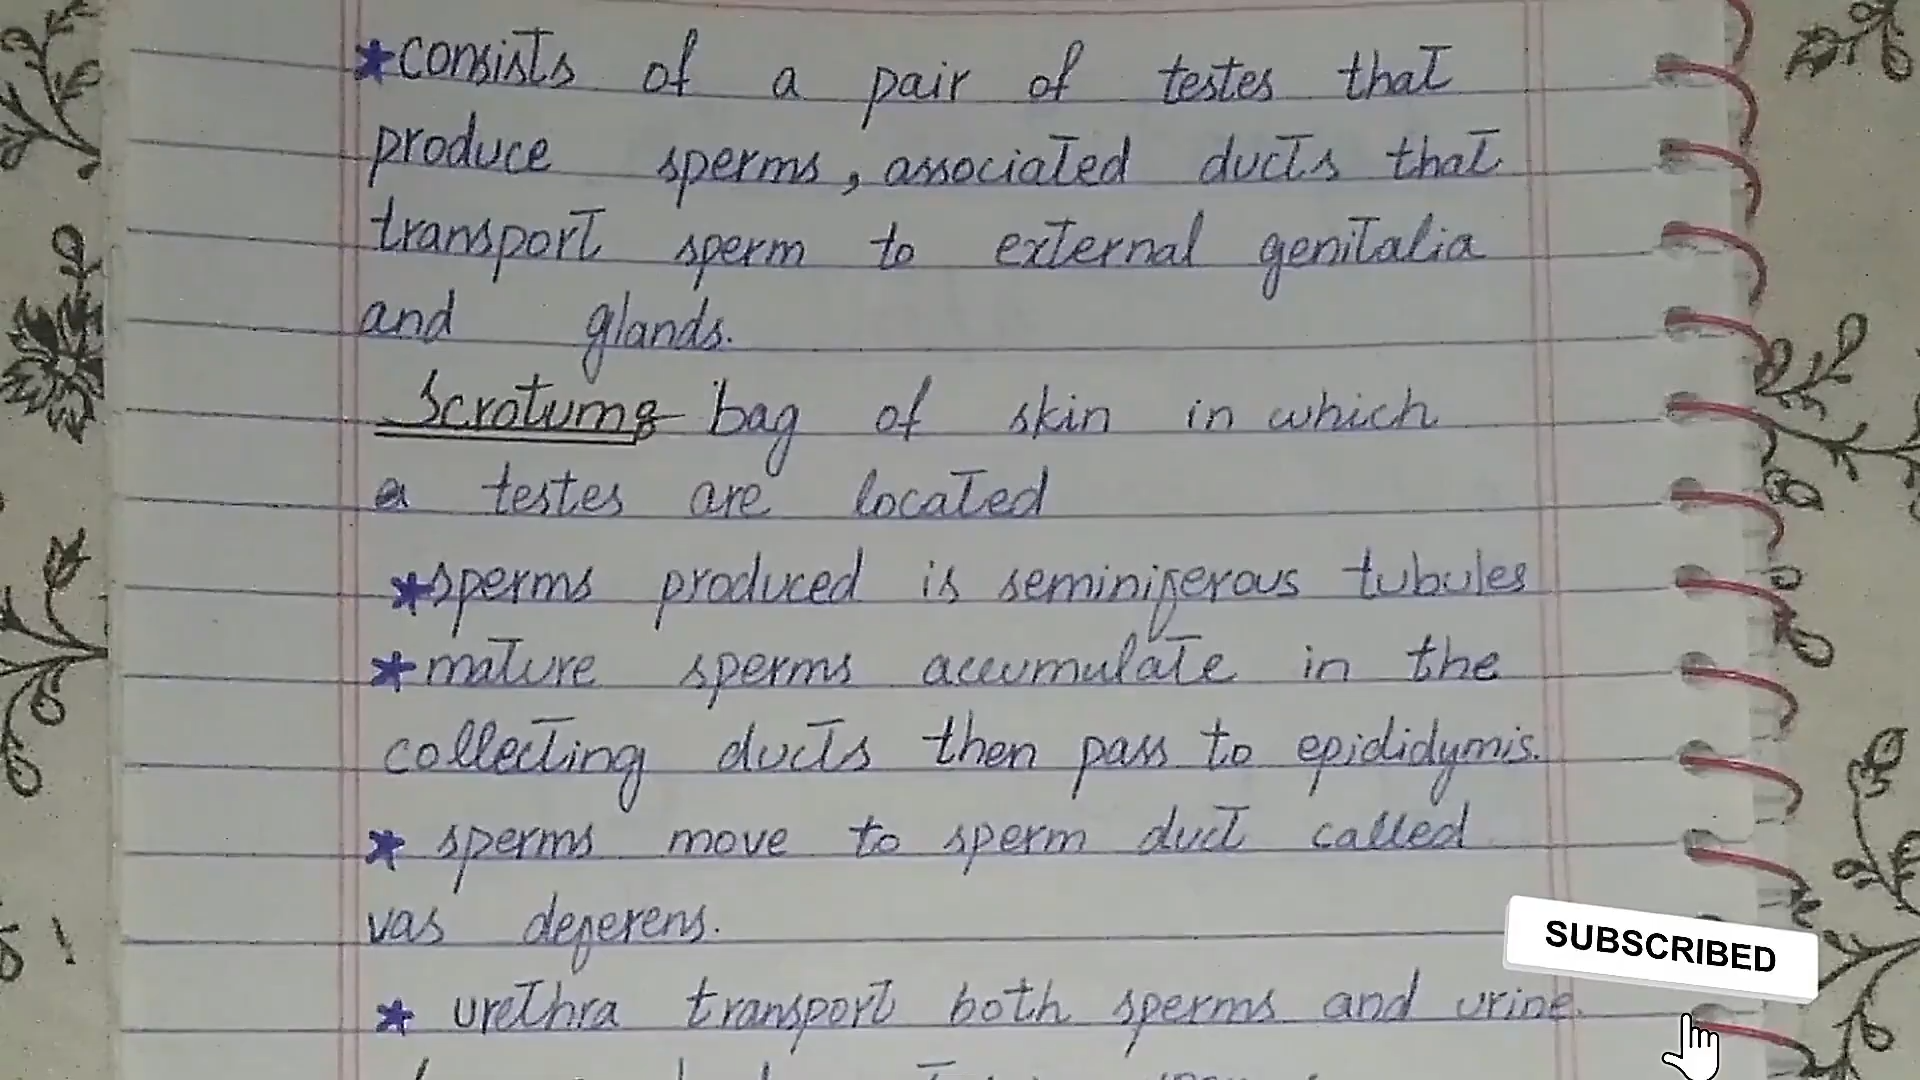 *consists of a pair of testes that
produce sperms, associated ducts that
transport sperm to external genitalia
and glands.
Scrotum:- bag of skin in which
a testes are located
*sperms produced is seminiferous tubules
*mature sperms accumulate in the
collecting ducts then pass to epididymis.
* sperms move to sperm duct called
vas deferens.
SUBSCRIBED
* urethra transport both sperms and urine.